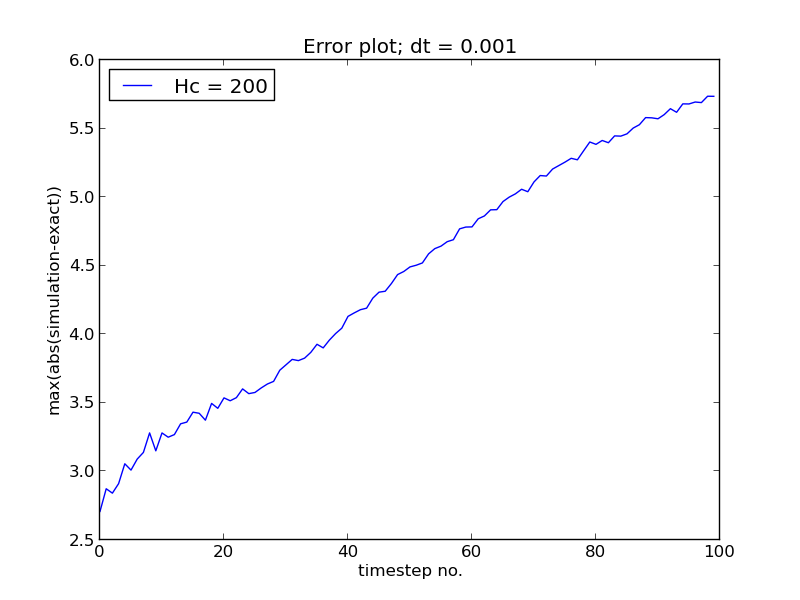 Error plot; dt = 0.001
Hc = 200
max(abs(simulation-exact))
6.0
5.5
5.0
4.5
4.0
3.5
3.0
2.5
0 20 40 60 80 100
timestep no.